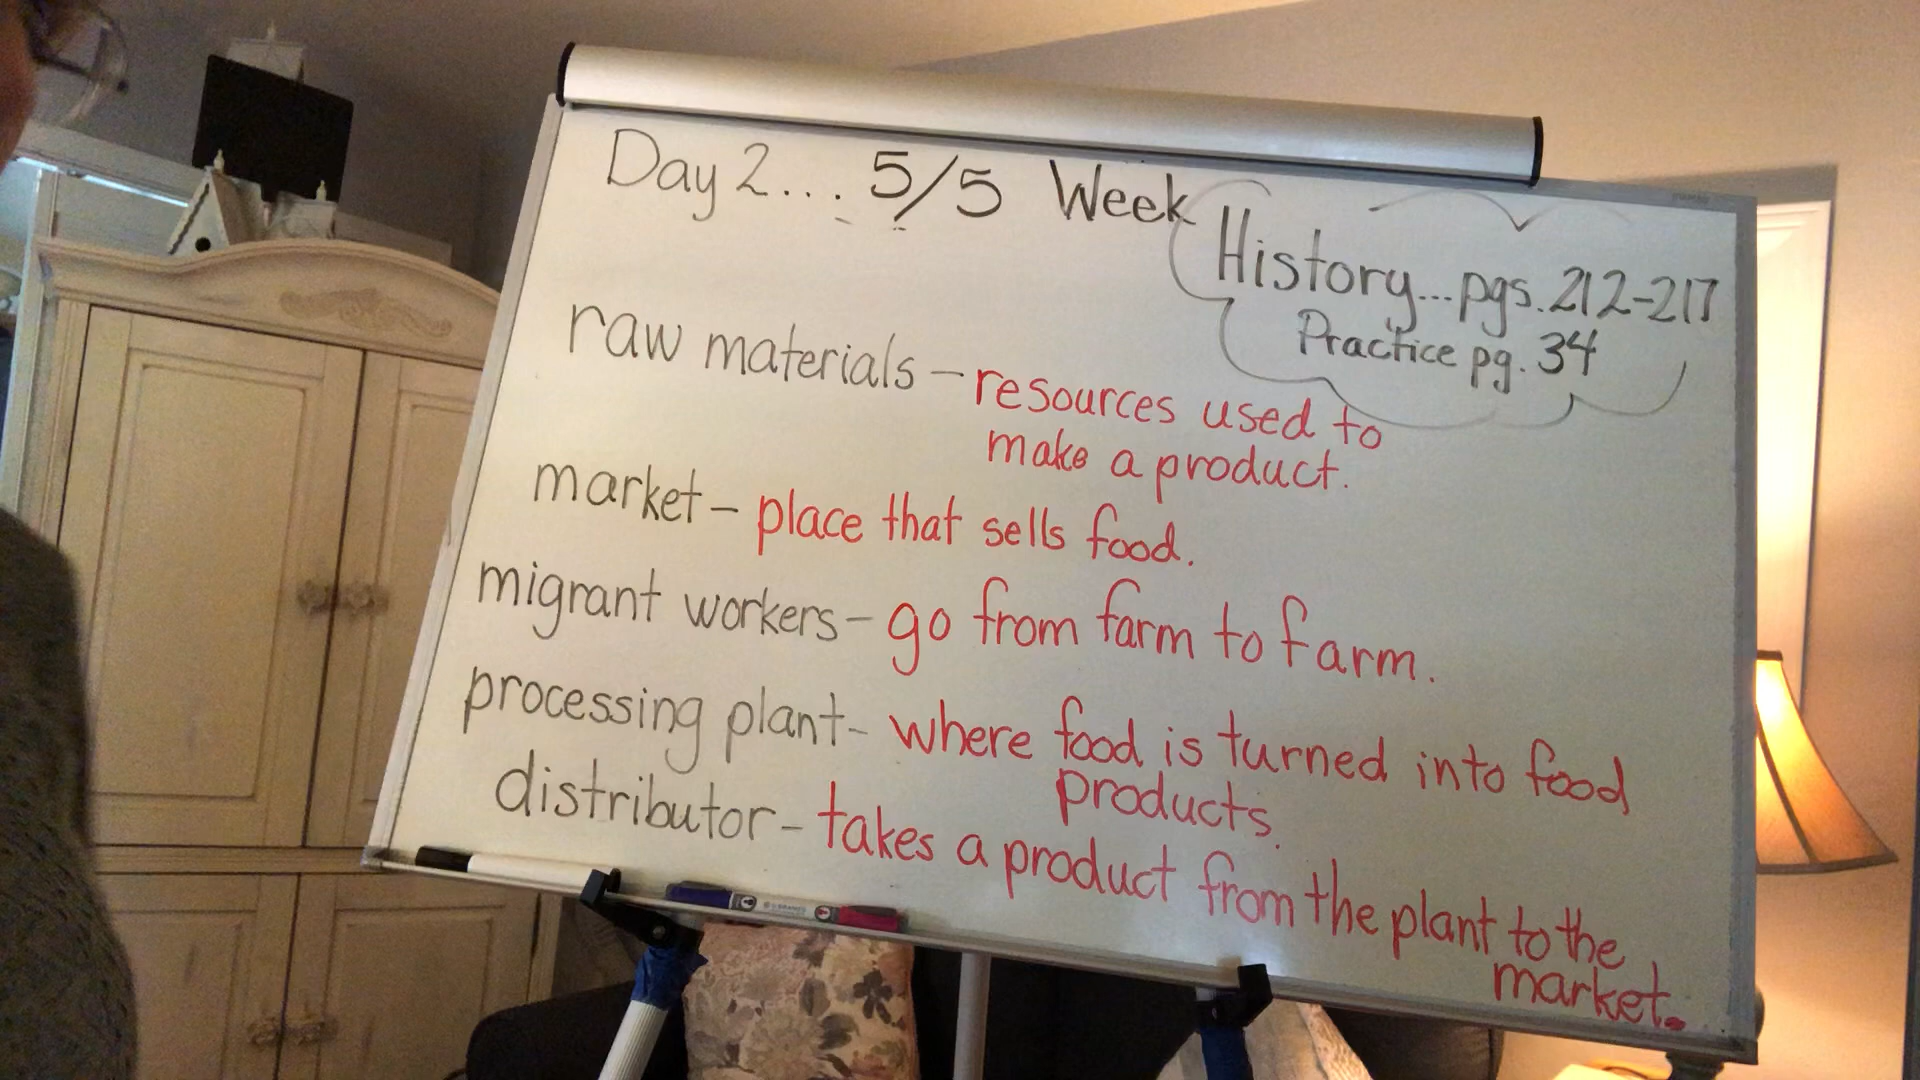 Day 2... 5/5 Week
History... pgs. 212-217
Practice pg. 34
raw materials - resources used to
make a product.
market - place that sells food.
migrant workers - go from farm to farm.
processing plant - where food is turned into food
products.
distributor - takes a product from the plant to the
market.